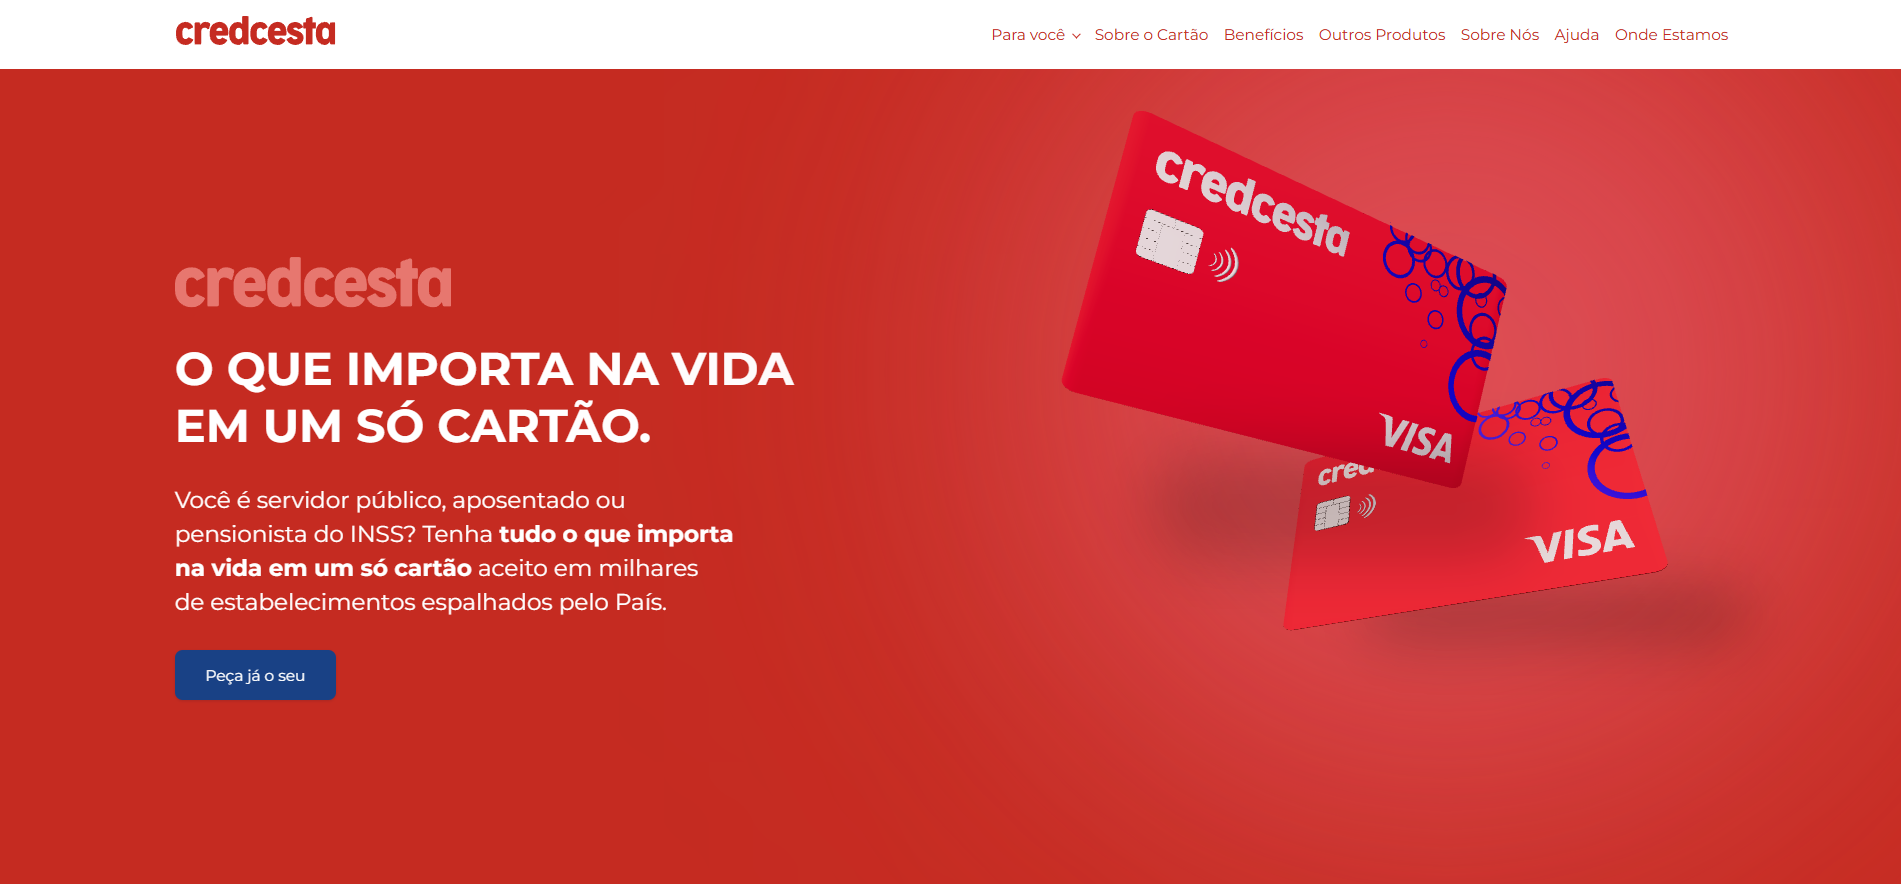 credcesta
Para você Sobre o Cartão Benefícios Outros Produtos Sobre Nós Ajuda Onde Estamos
credcesta
O QUE IMPORTA NA VIDA
EM UM SÓ CARTÃO.
Você é servidor público, aposentado ou
pensionista do INSS? Tenha tudo o que importa
na vida em um só cartão aceito em milhares
de estabelecimentos espalhados pelo País.
Peça já o seu
credcesta
VISA
VISA